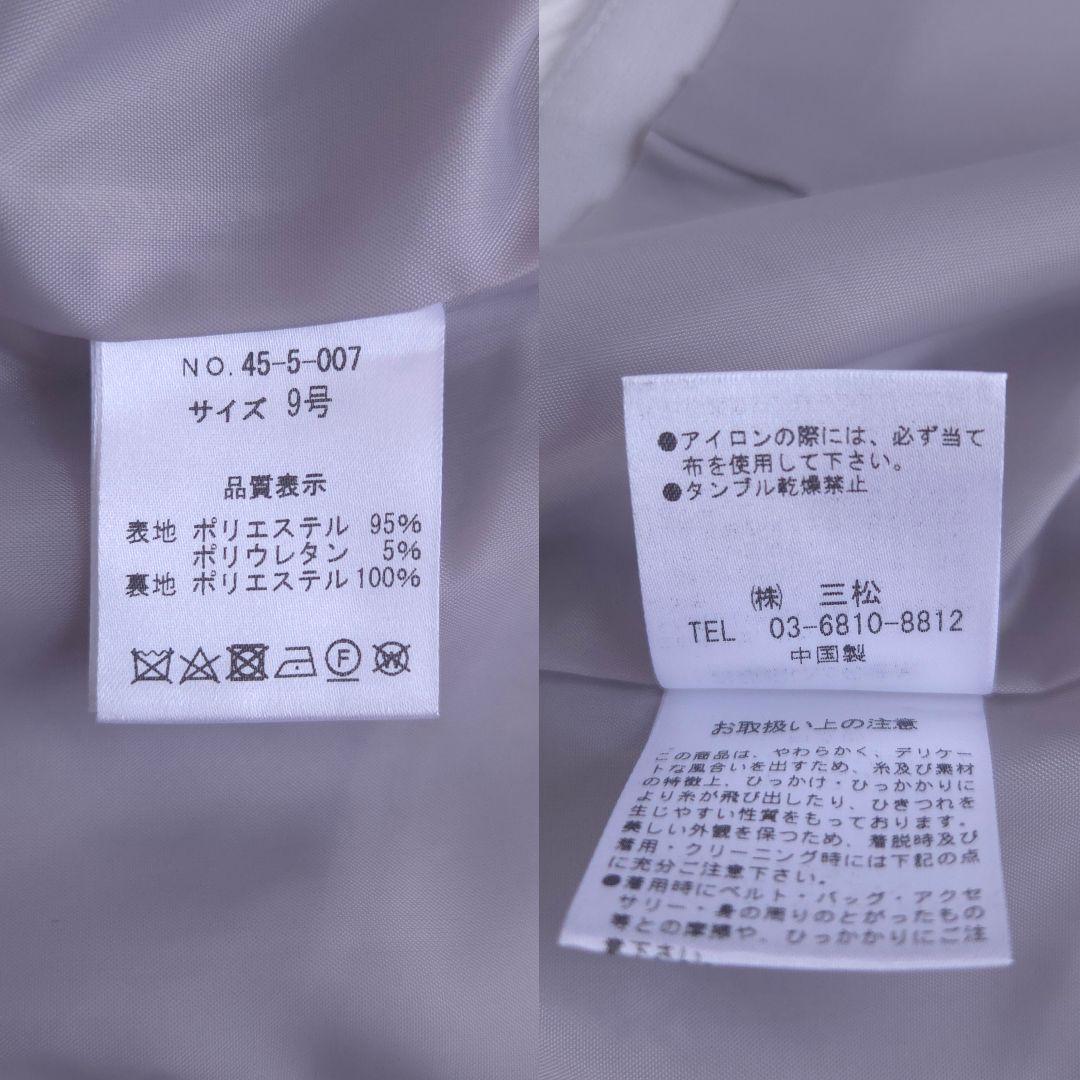 NO. 45-5-007
サイズ 9号
品質表示
表地 ポリエステル 95%
ポリウレタン 5%
裏地 ポリエステル 100%
F W
●アイロンの際には、必ず当て
布を使用して下さい。
●タンブル乾燥禁止
㈱ 三松
TEL 03-6810-8812
中国製
お取扱い上の注意
この商品は、やわらかく、デリケー
トな風合いを出すため、糸及び素材
の特徴上、ひっかけ・ひっかかりに
より糸が飛び出したり、ひきつれを
生じやすい性質をもっております。
美しい外観を保つため、着脱時及び
着用・クリーニング時には下記の点
に充分ご注意下さい。
●着用時にベルト・バッグ・アクセ
サリー・身の周りのとがったもの
等との摩擦や、ひっかかりにご注
意下さい。